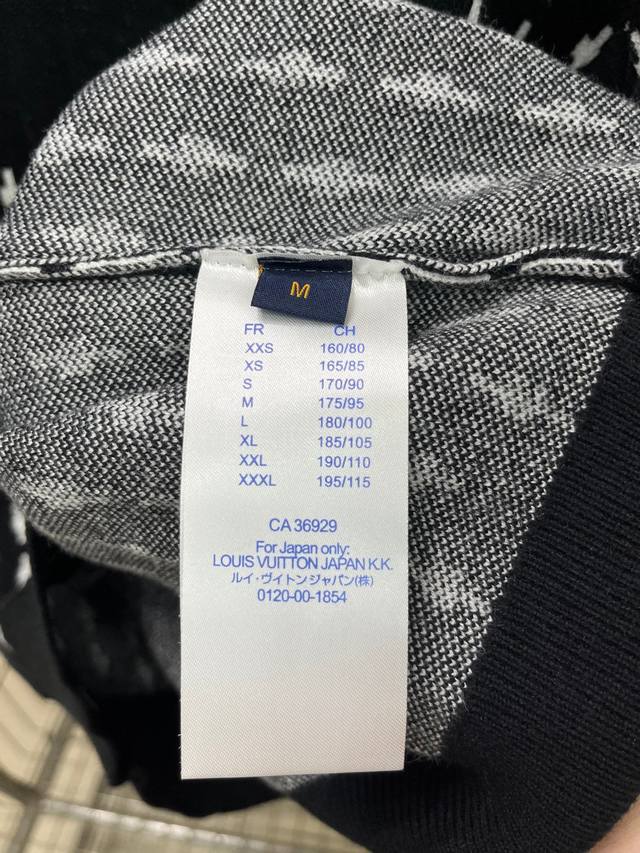 M
FR CH
XXS 160/80
XS 165/85
S 170/90
M 175/95
L 180/100
XL 185/105
XXL 190/110
XXXL 195/115
CA 36929
For Japan only:
LOUIS VUITTON JAPAN K.K.
ルイ・ヴィトンジャパン(株)
0120-00-1854